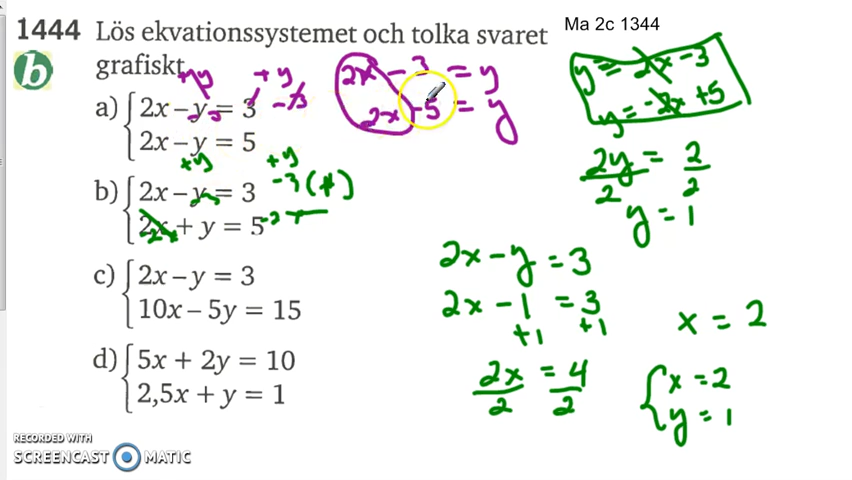 Ma 2c 1344
1444 Lös ekvationssystemet och tolka svaret
b grafiskt.
a) 2x – y = 3
2x – y = 5
b) 2x – y = 3
2x + y = 5
c) 2x – y = 3
10x – 5y = 15
d) 5x + 2y = 10
2,5x + y = 1
+y +y
-3
2x - 3 = y
2x - 5 = y
+y +y
-3 (*)
y = 2x - 3
y = -2x + 5
2y = 2
2 2
y = 1
2x - y = 3
2x - 1 = 3
+1 +1
2x = 4
2 2
x = 2
x = 2
y = 1
RECORDED WITH
SCREENCAST MATIC